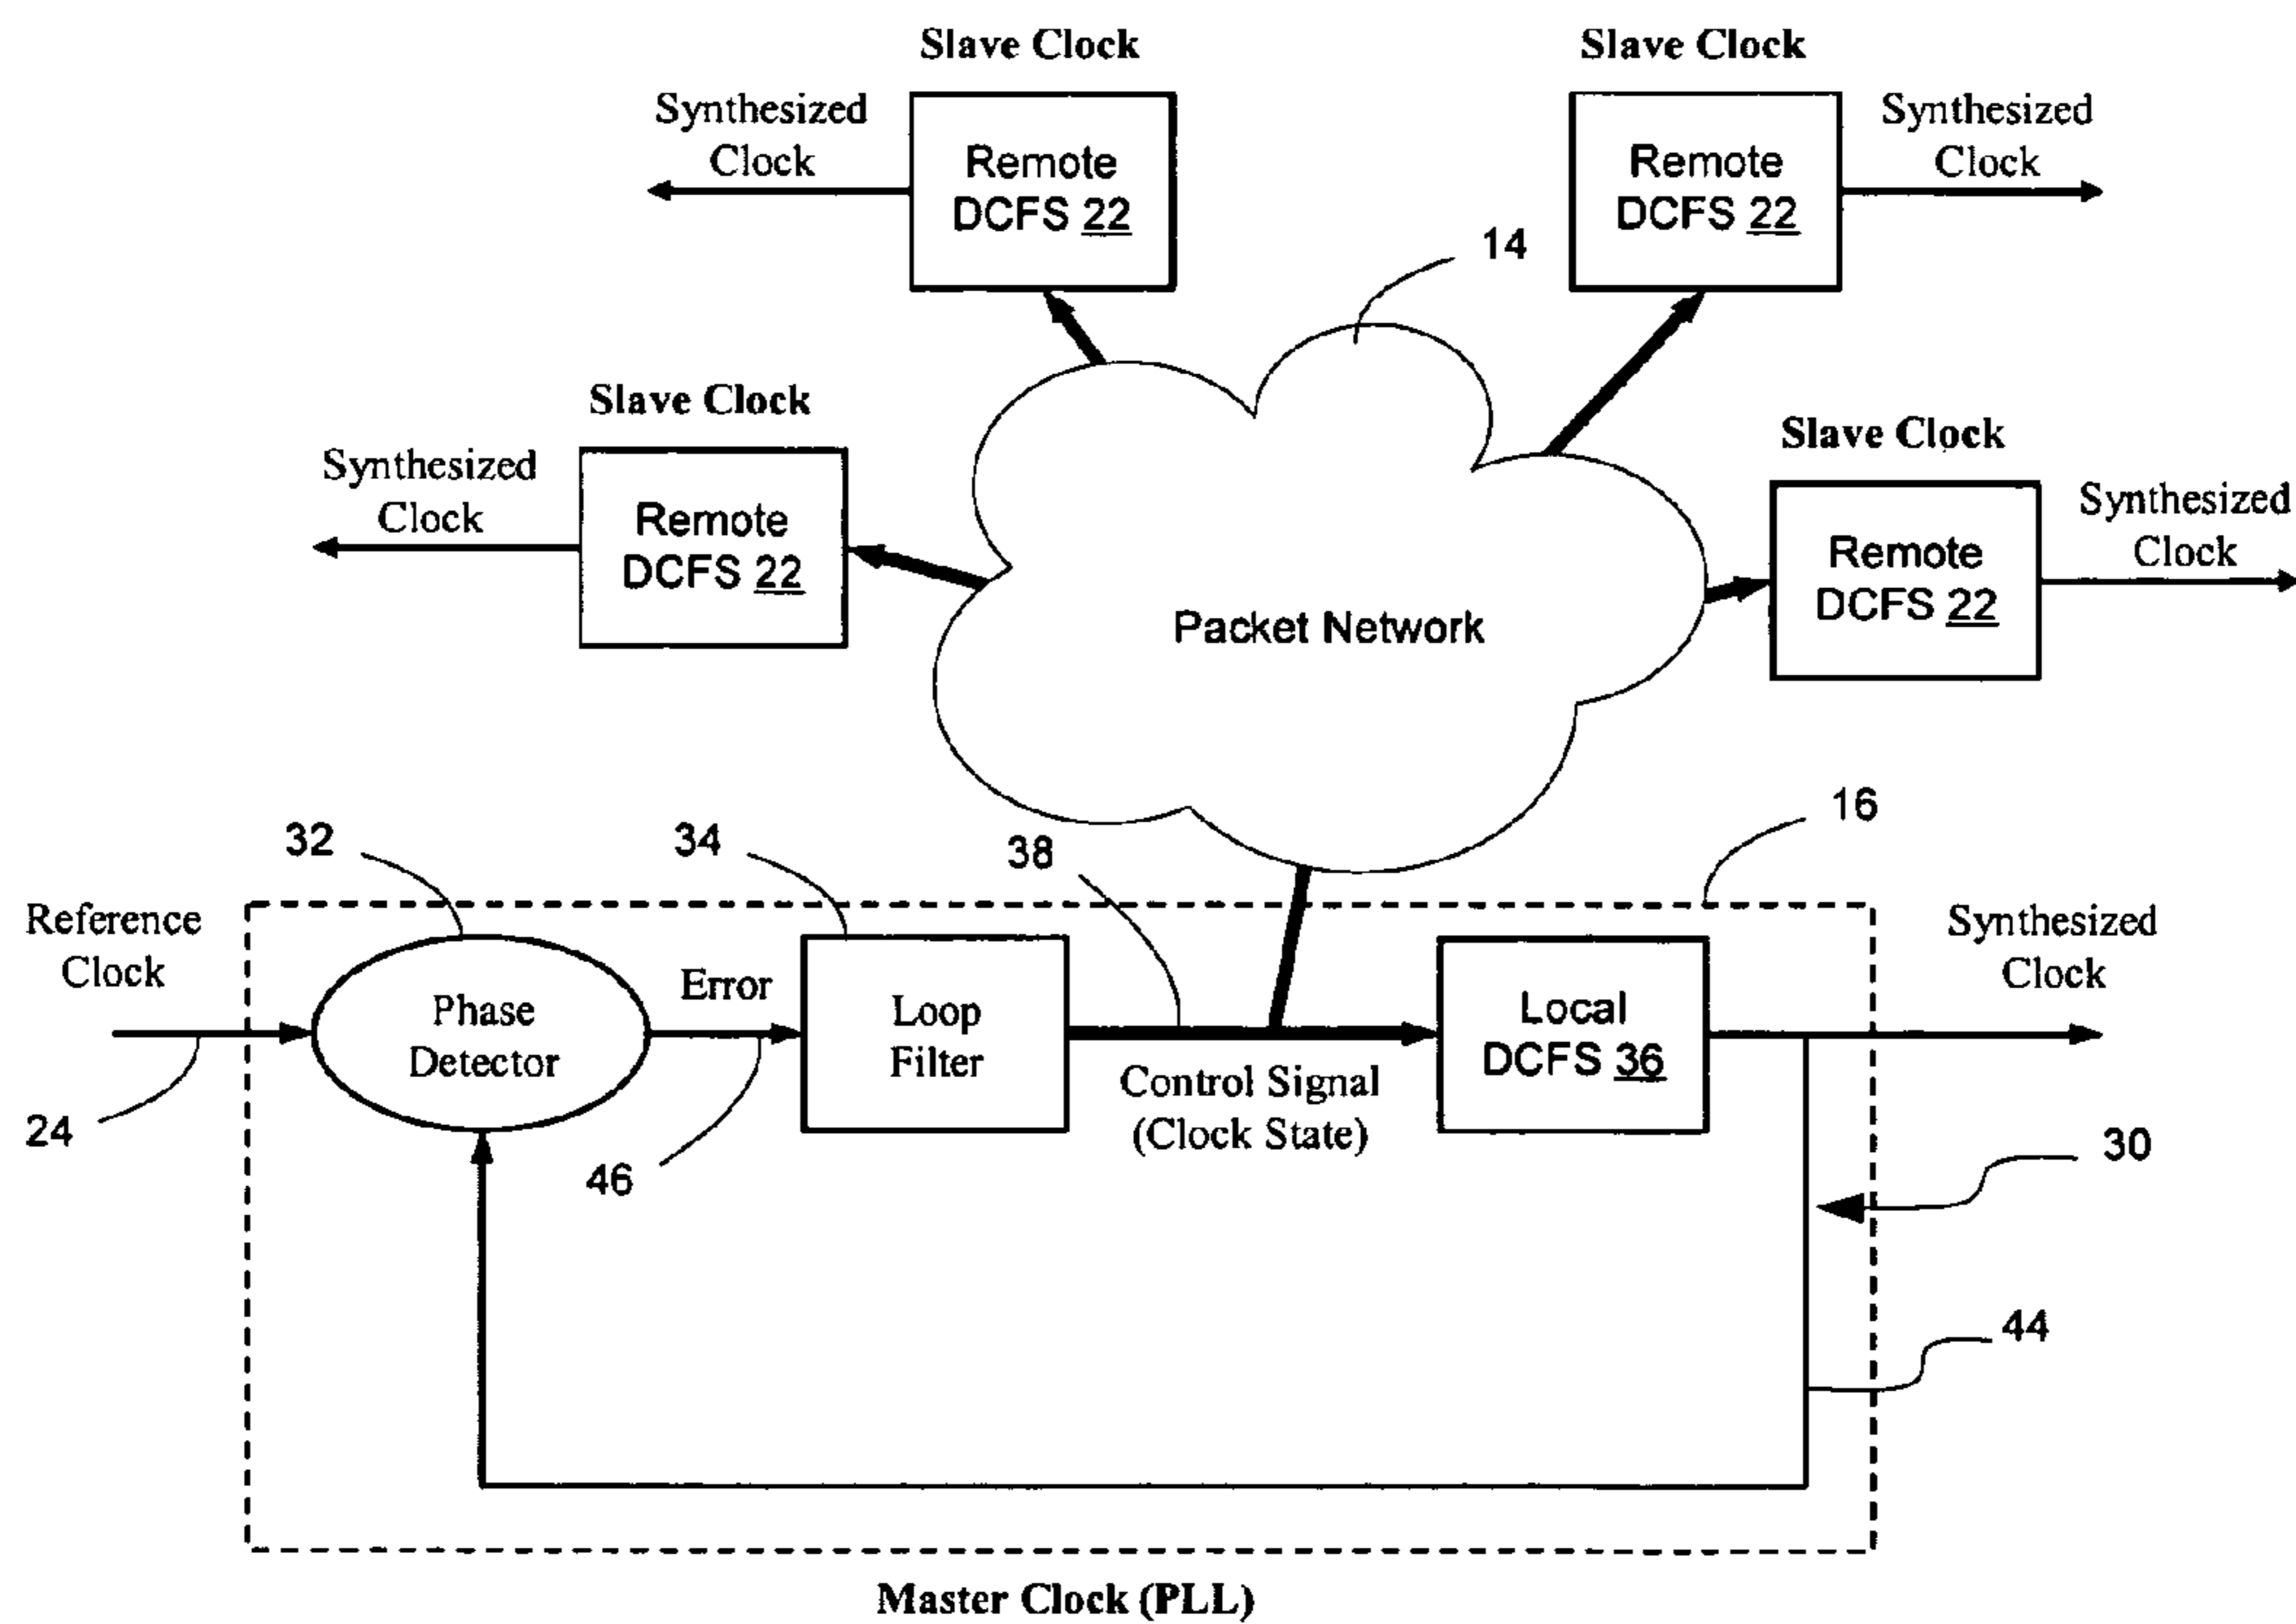 Slave Clock
Slave Clock
Synthesized
Clock
Remote
DCFS 22
Remote
DCFS 22
Synthesized
Clock
14
Slave Clock
Slave Clock
Synthesized
Clock
Remote
DCFS 22
Remote
DCFS 22
Synthesized
Clock
Packet Network
16
32
34
38
Reference
Clock
Phase
Detector
Error
Loop
Filter
Control Signal
(Clock State)
Local
DCFS 36
Synthesized
Clock
24
46
30
44
Master Clock (PLL)